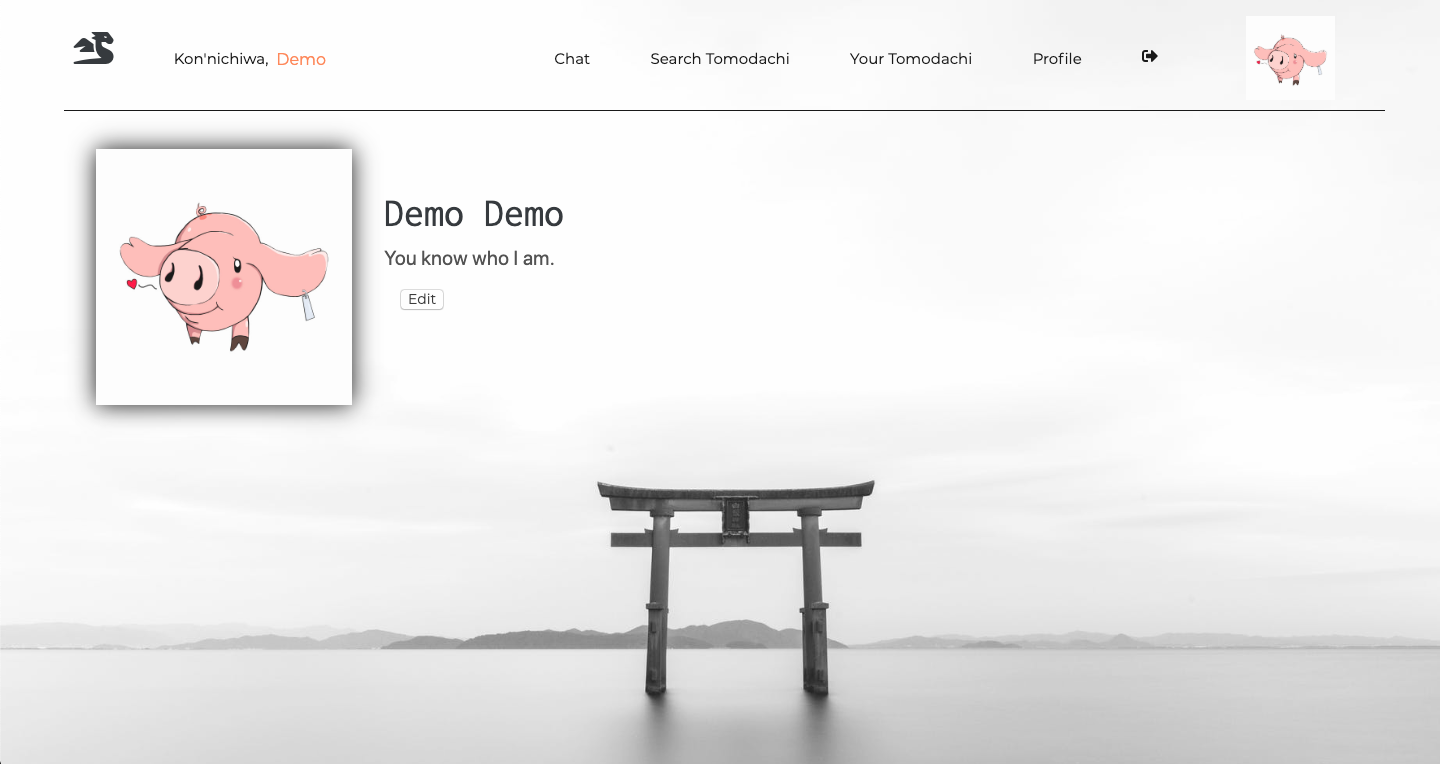 Kon'nichiwa, Demo
Chat
Search Tomodachi
Your Tomodachi
Profile
Demo Demo
You know who I am.
Edit